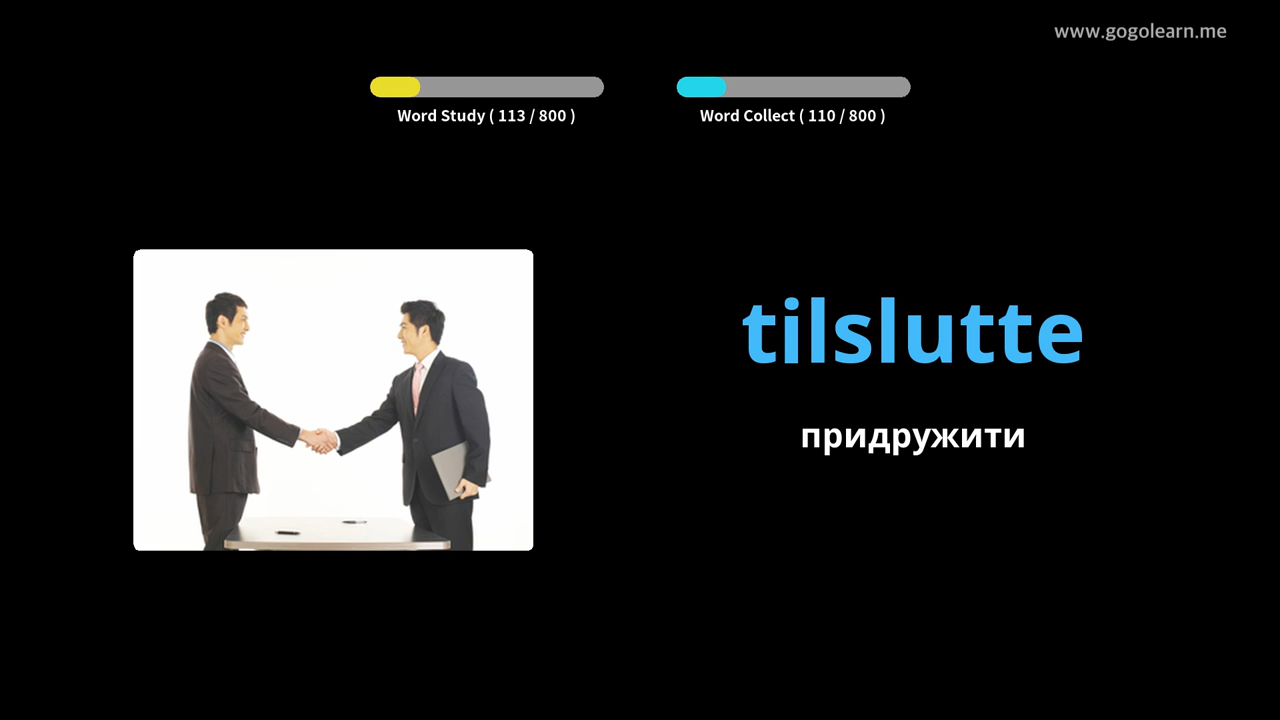 www.gogolearn.me
Word Study ( 113 / 800 )
Word Collect ( 110 / 800 )
tilslutte
придружити